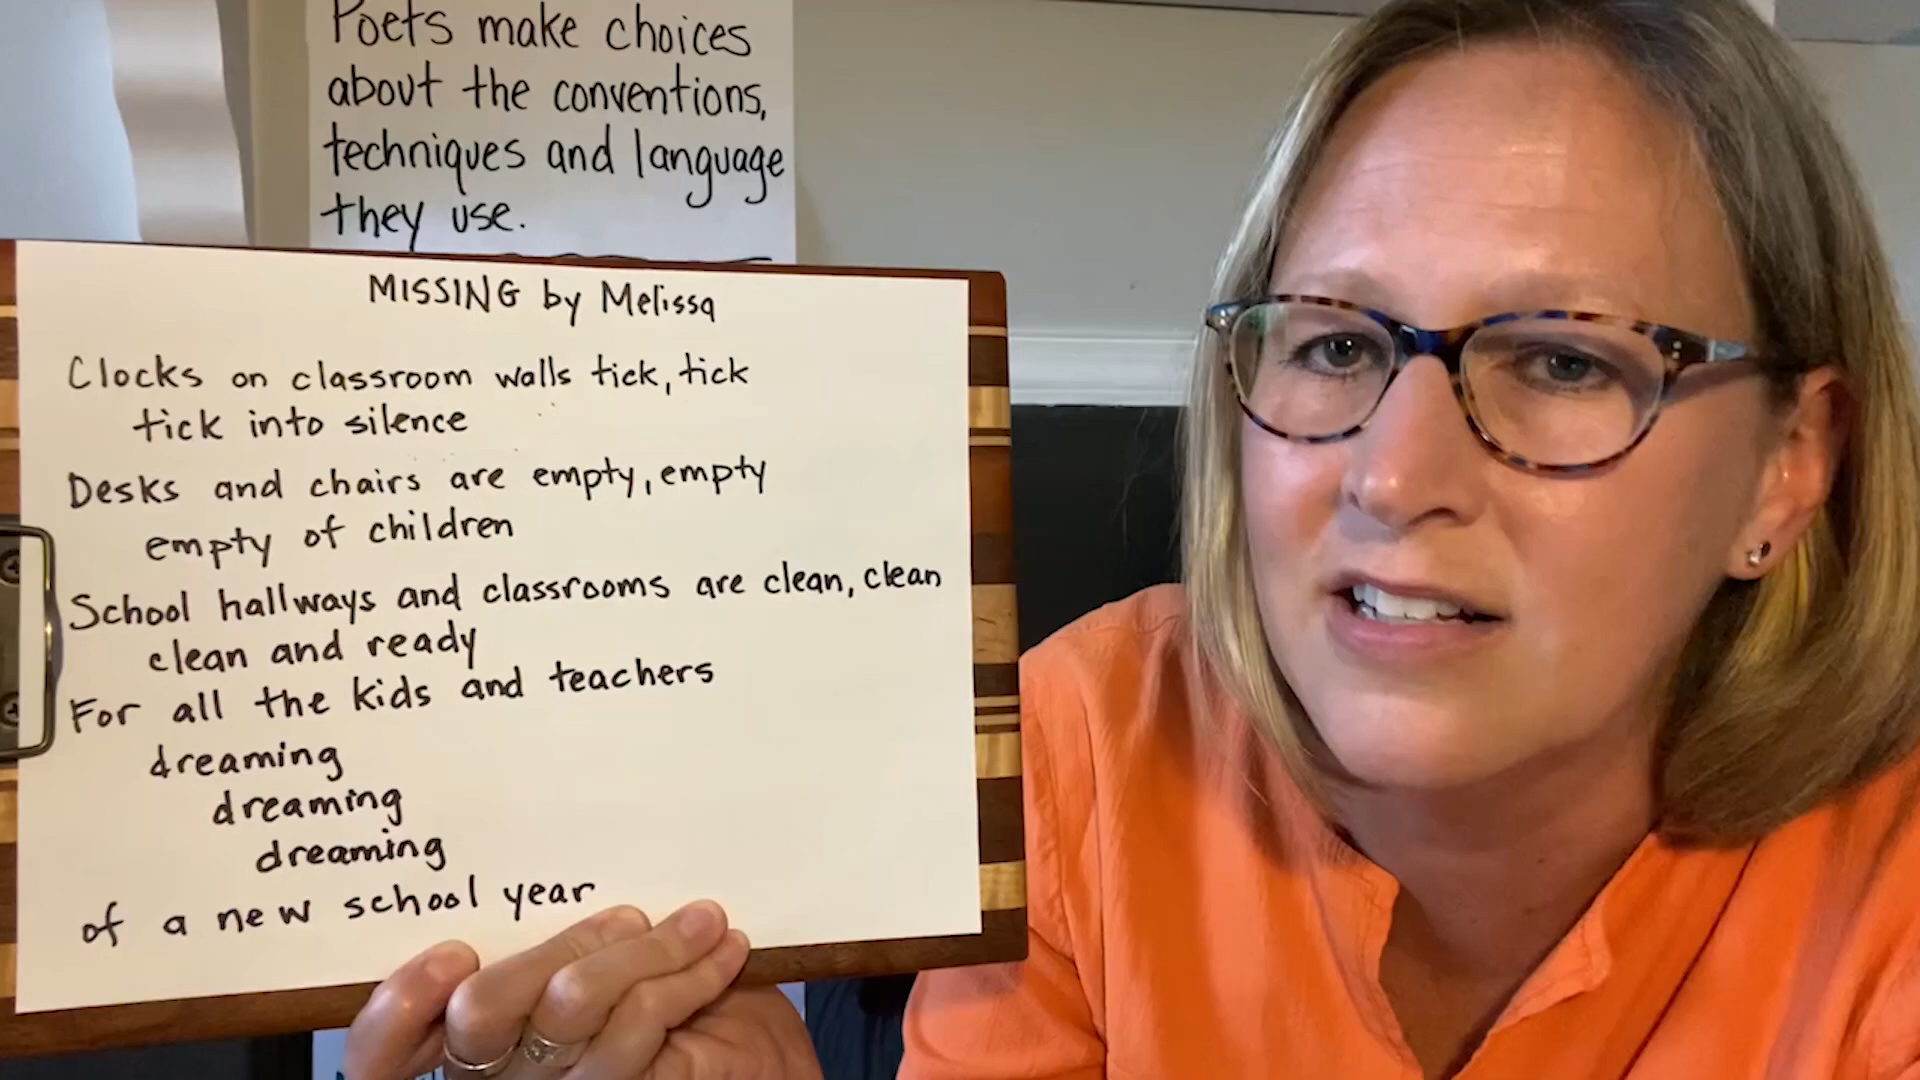 Poets make choices
about the conventions,
techniques and language
they use.
MISSING by Melissa
Clocks on classroom walls tick, tick
tick into silence
Desks and chairs are empty, empty
empty of children
School hallways and classrooms are clean, clean
clean and ready
For all the kids and teachers
dreaming
dreaming
dreaming
of a new school year